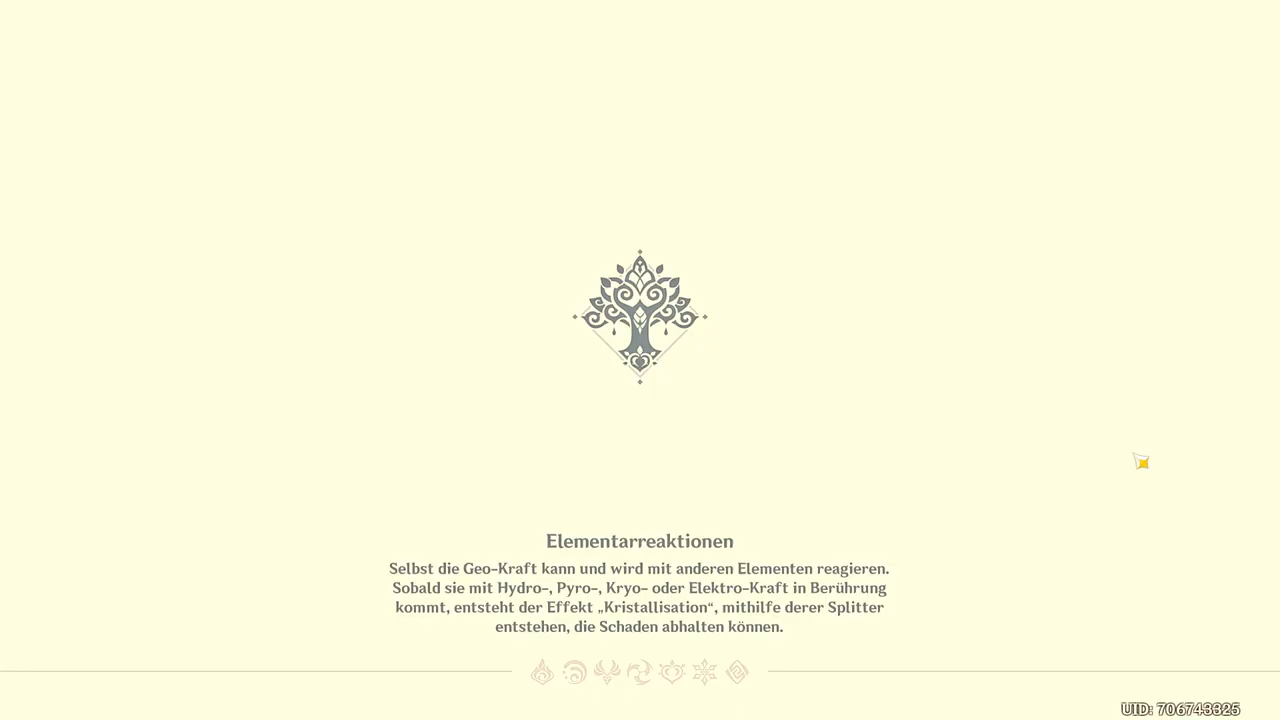 Elementarreaktionen
Selbst die Geo-Kraft kann und wird mit anderen Elementen reagieren.
Sobald sie mit Hydro-, Pyro-, Kryo- oder Elektro-Kraft in Berührung
kommt, entsteht der Effekt „Kristallisation“, mithilfe derer Splitter
entstehen, die Schaden abhalten können.
UID: 706743325